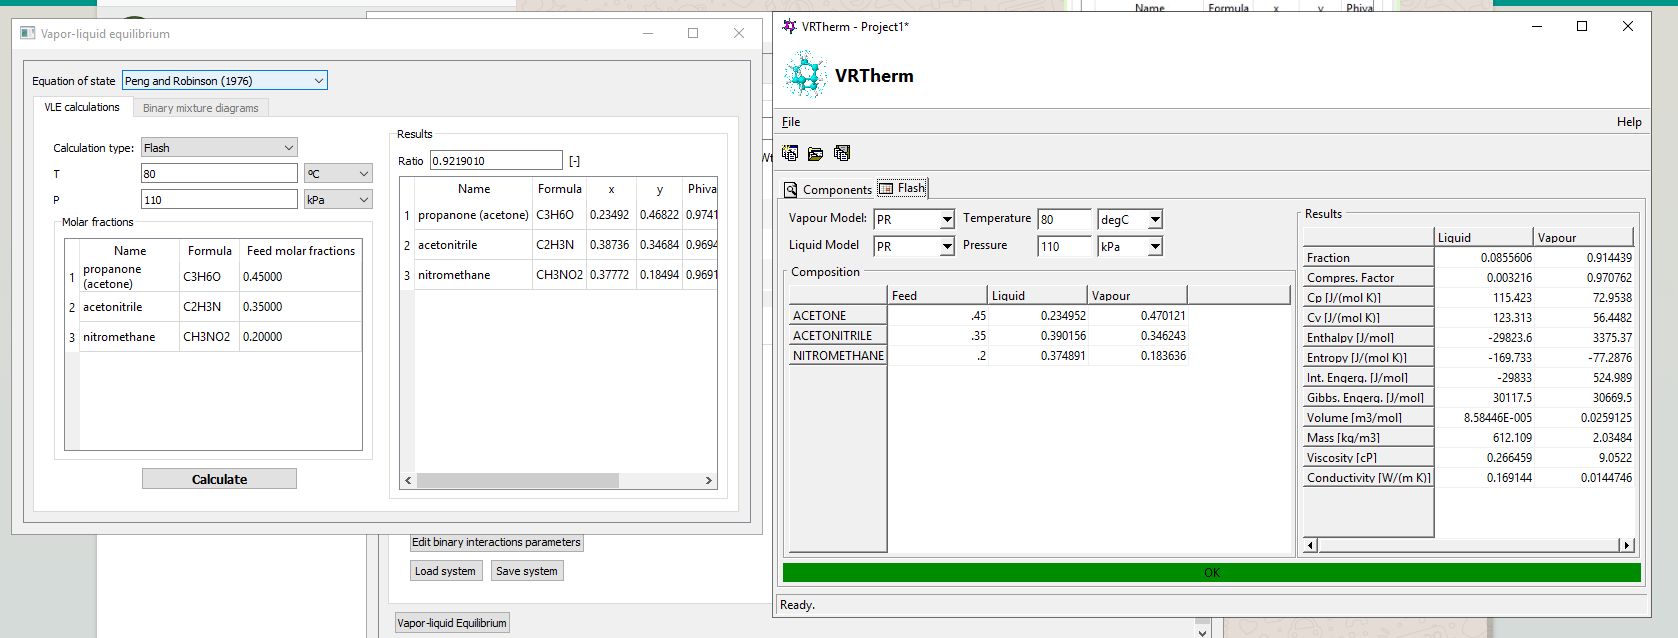 Name Formula x y Phiva
Vapor-liquid equilibrium
Equation of state Peng and Robinson (1976)
VLE calculations Binary mixture diagrams
Calculation type: Flash
T 80 ºC
P 110 kPa
Molar fractions
Name Formula Feed molar fractions
1 propanone (acetone) C3H6O 0.45000
2 acetonitrile C2H3N 0.35000
3 nitromethane CH3NO2 0.20000
Calculate
Results
Ratio 0.9219010 [-]
Name Formula x y Phiva
1 propanone (acetone) C3H6O 0.23492 0.46822 0.9741
2 acetonitrile C2H3N 0.38736 0.34684 0.9694
3 nitromethane CH3NO2 0.37772 0.18494 0.9691
Edit binary interactions parameters
Load system Save system
Vapor-liquid Equilibrium
VRTherm - Project1*
VRTherm
File Help
Components Flash
Vapour Model: PR Temperature 80 degC
Liquid Model PR Pressure 110 kPa
Composition
Feed Liquid Vapour
ACETONE .45 0.234952 0.470121
ACETONITRILE .35 0.390156 0.346243
NITROMETHANE .2 0.374891 0.183636
Results
Liquid Vapour
Fraction 0.0855606 0.914439
Compres. Factor 0.003216 0.970762
Cp [J/(mol K)] 115.423 72.9538
Cv [J/(mol K)] 123.313 56.4482
Enthalpy [J/mol] -29823.6 3375.37
Entropy [J/(mol K)] -169.733 -77.2876
Int. Engerg. [J/mol] -29833 524.989
Gibbs. Engerg. [J/mol] 30117.5 30669.5
Volume [m3/mol] 8.58446E-005 0.0259125
Mass [kg/m3] 612.109 2.03484
Viscosity [cP] 0.266459 9.0522
Conductivity [W/(m K)] 0.169144 0.0144746
OK
Ready.